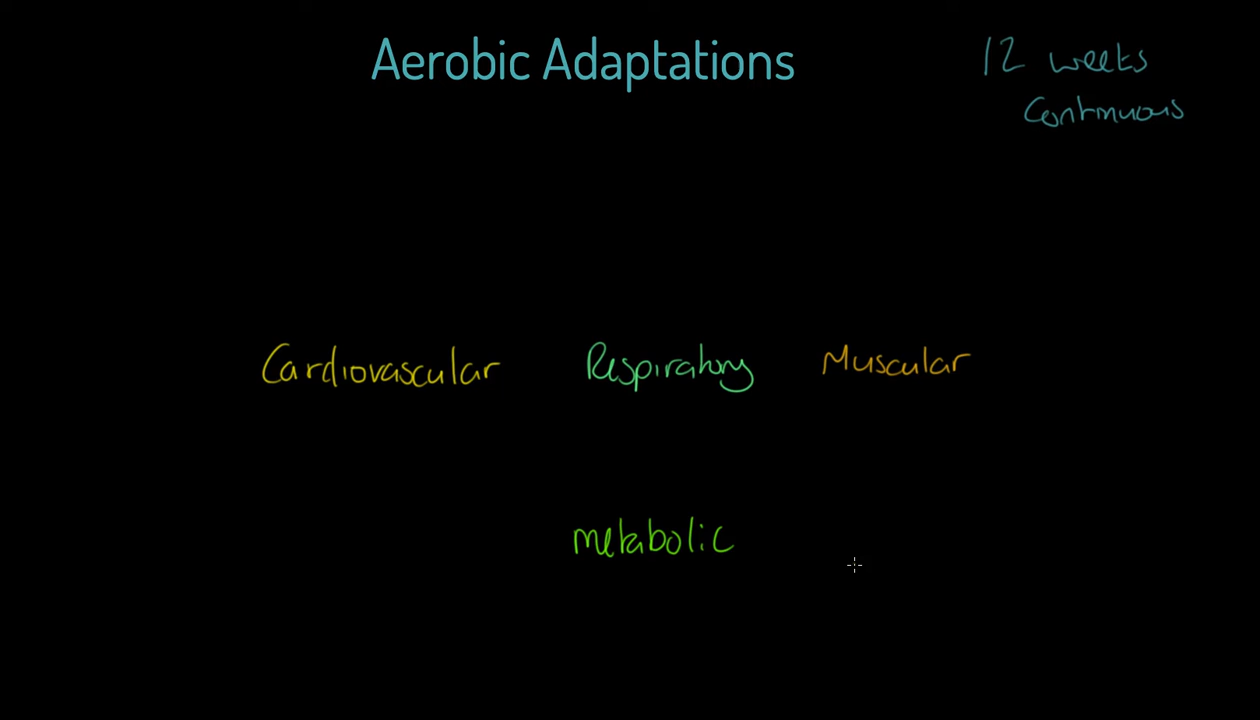 Aerobic Adaptations
12 weeks
Continuous
Cardiovascular Respiratory Muscular
metabolic